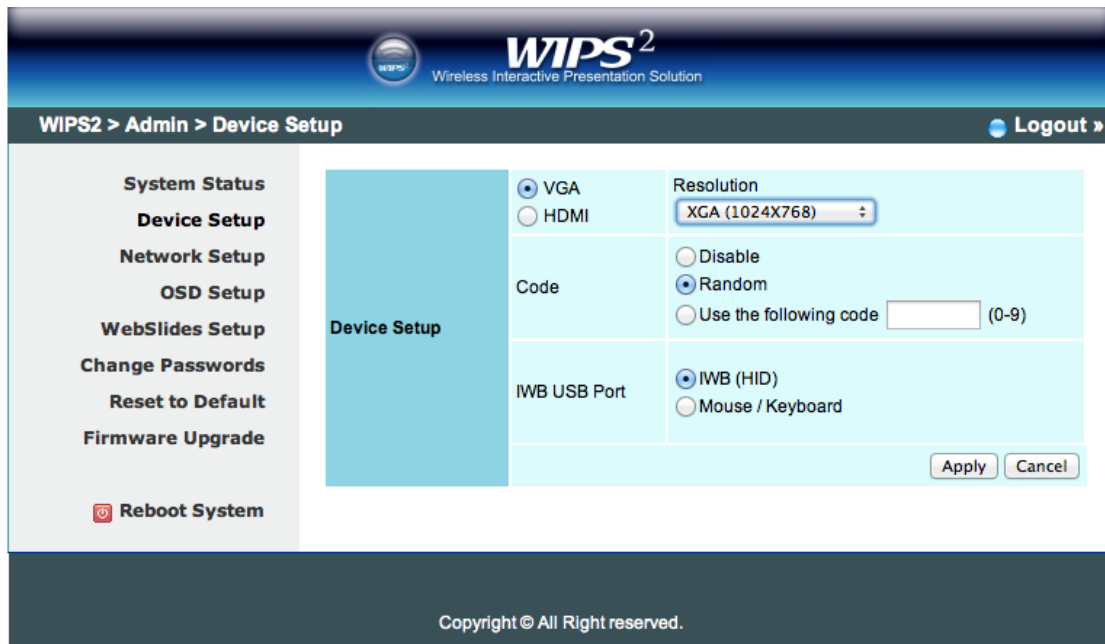 WIPS
WIPS2
Wireless Interactive Presentation Solution
WIPS2 > Admin > Device Setup
Logout »
System Status
Device Setup
Network Setup
OSD Setup
WebSlides Setup
Change Passwords
Reset to Default
Firmware Upgrade
Reboot System
Device Setup
VGA
HDMI
Resolution
XGA (1024X768)
Code
Disable
Random
Use the following code (0-9)
IWB USB Port
IWB (HID)
Mouse / Keyboard
Apply Cancel
Copyright © All Right reserved.